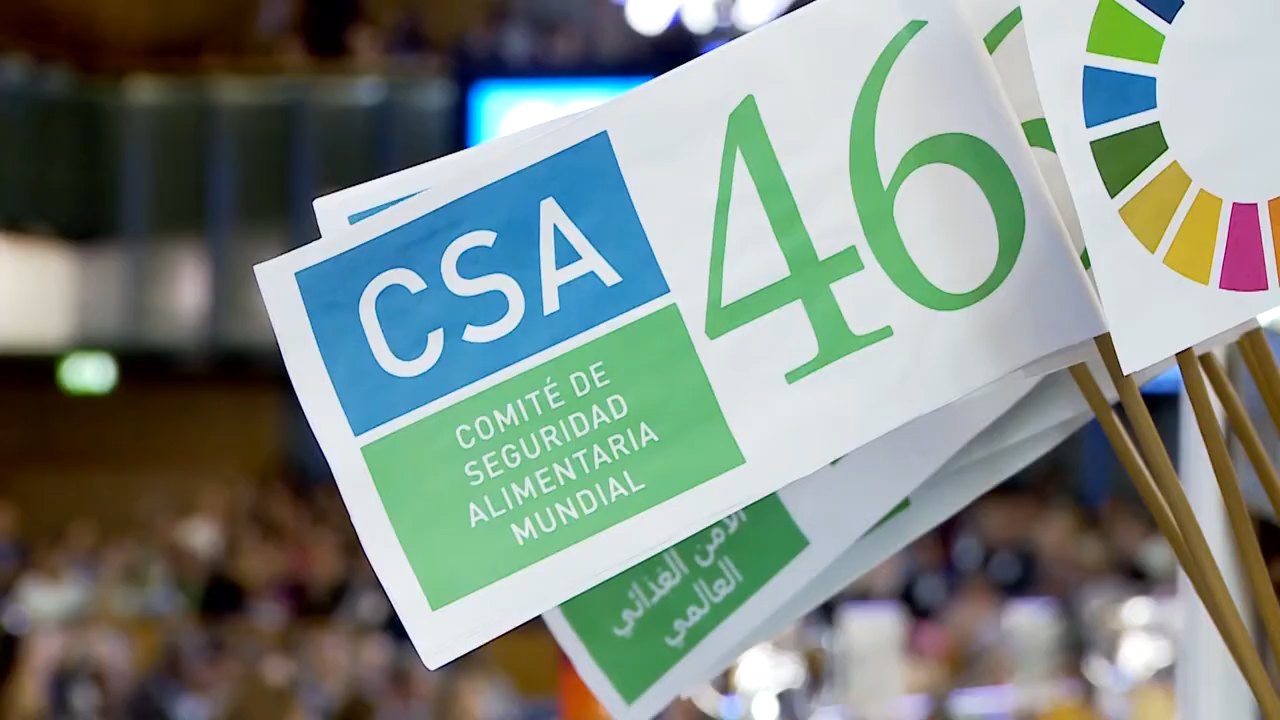 CSA
46
COMITÉ DE
SEGURIDAD
ALIMENTARIA
MUNDIAL
الأمن الغذائي
العالمي